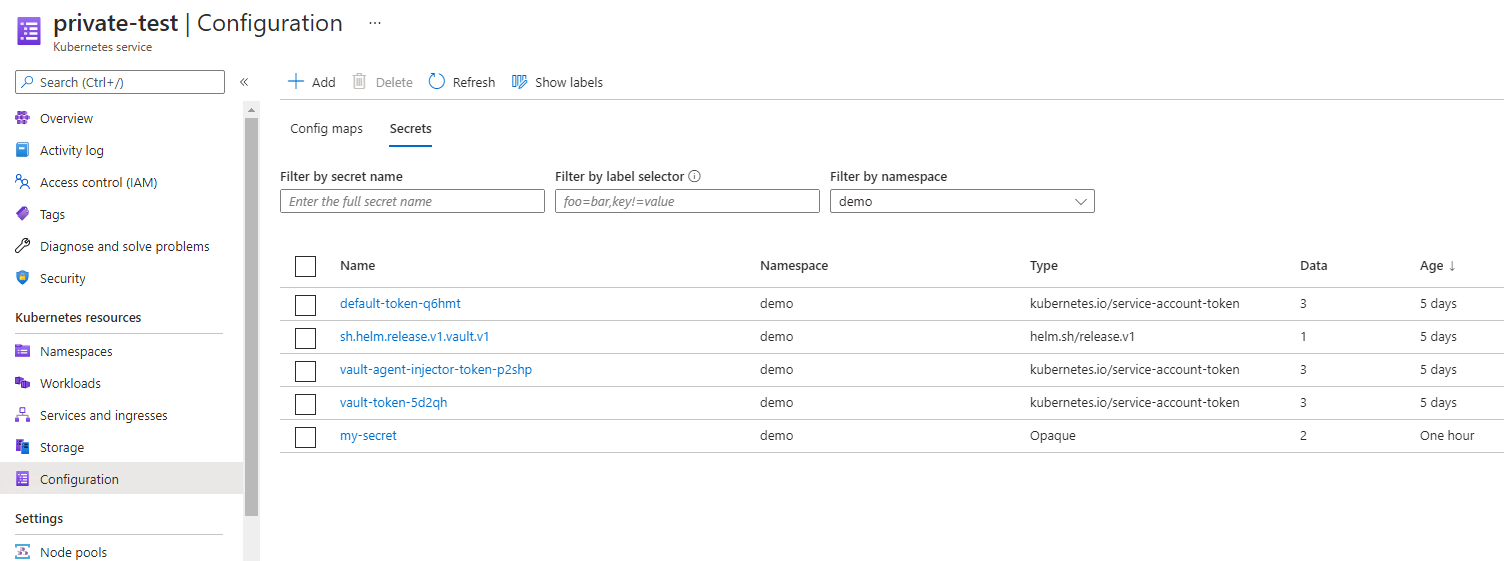 private-test | Configuration ...
Kubernetes service
Search (Ctrl+/)
«
Overview
Activity log
Access control (IAM)
Tags
Diagnose and solve problems
Security
Kubernetes resources
Namespaces
Workloads
Services and ingresses
Storage
Configuration
Settings
Node pools
Add Delete Refresh Show labels
Config maps Secrets
Filter by secret name Filter by label selector Filter by namespace
Enter the full secret name foo=bar,key!=value demo
Name Namespace Type Data Age ↓
default-token-q6hmt demo kubernetes.io/service-account-token 3 5 days
sh.helm.release.v1.vault.v1 demo helm.sh/release.v1 1 5 days
vault-agent-injector-token-p2shp demo kubernetes.io/service-account-token 3 5 days
vault-token-5d2qh demo kubernetes.io/service-account-token 3 5 days
my-secret demo Opaque 2 One hour